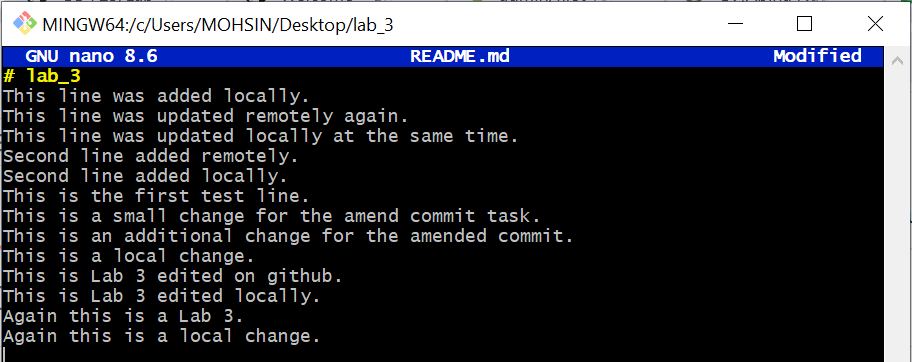 MINGW64:/c/Users/MOHSIN/Desktop/lab_3
GNU nano 8.6 README.md Modified
# lab_3
This line was added locally.
This line was updated remotely again.
This line was updated locally at the same time.
Second line added remotely.
Second line added locally.
This is the first test line.
This is a small change for the amend commit task.
This is an additional change for the amended commit.
This is a local change.
This is Lab 3 edited on github.
This is Lab 3 edited locally.
Again this is a Lab 3.
Again this is a local change.